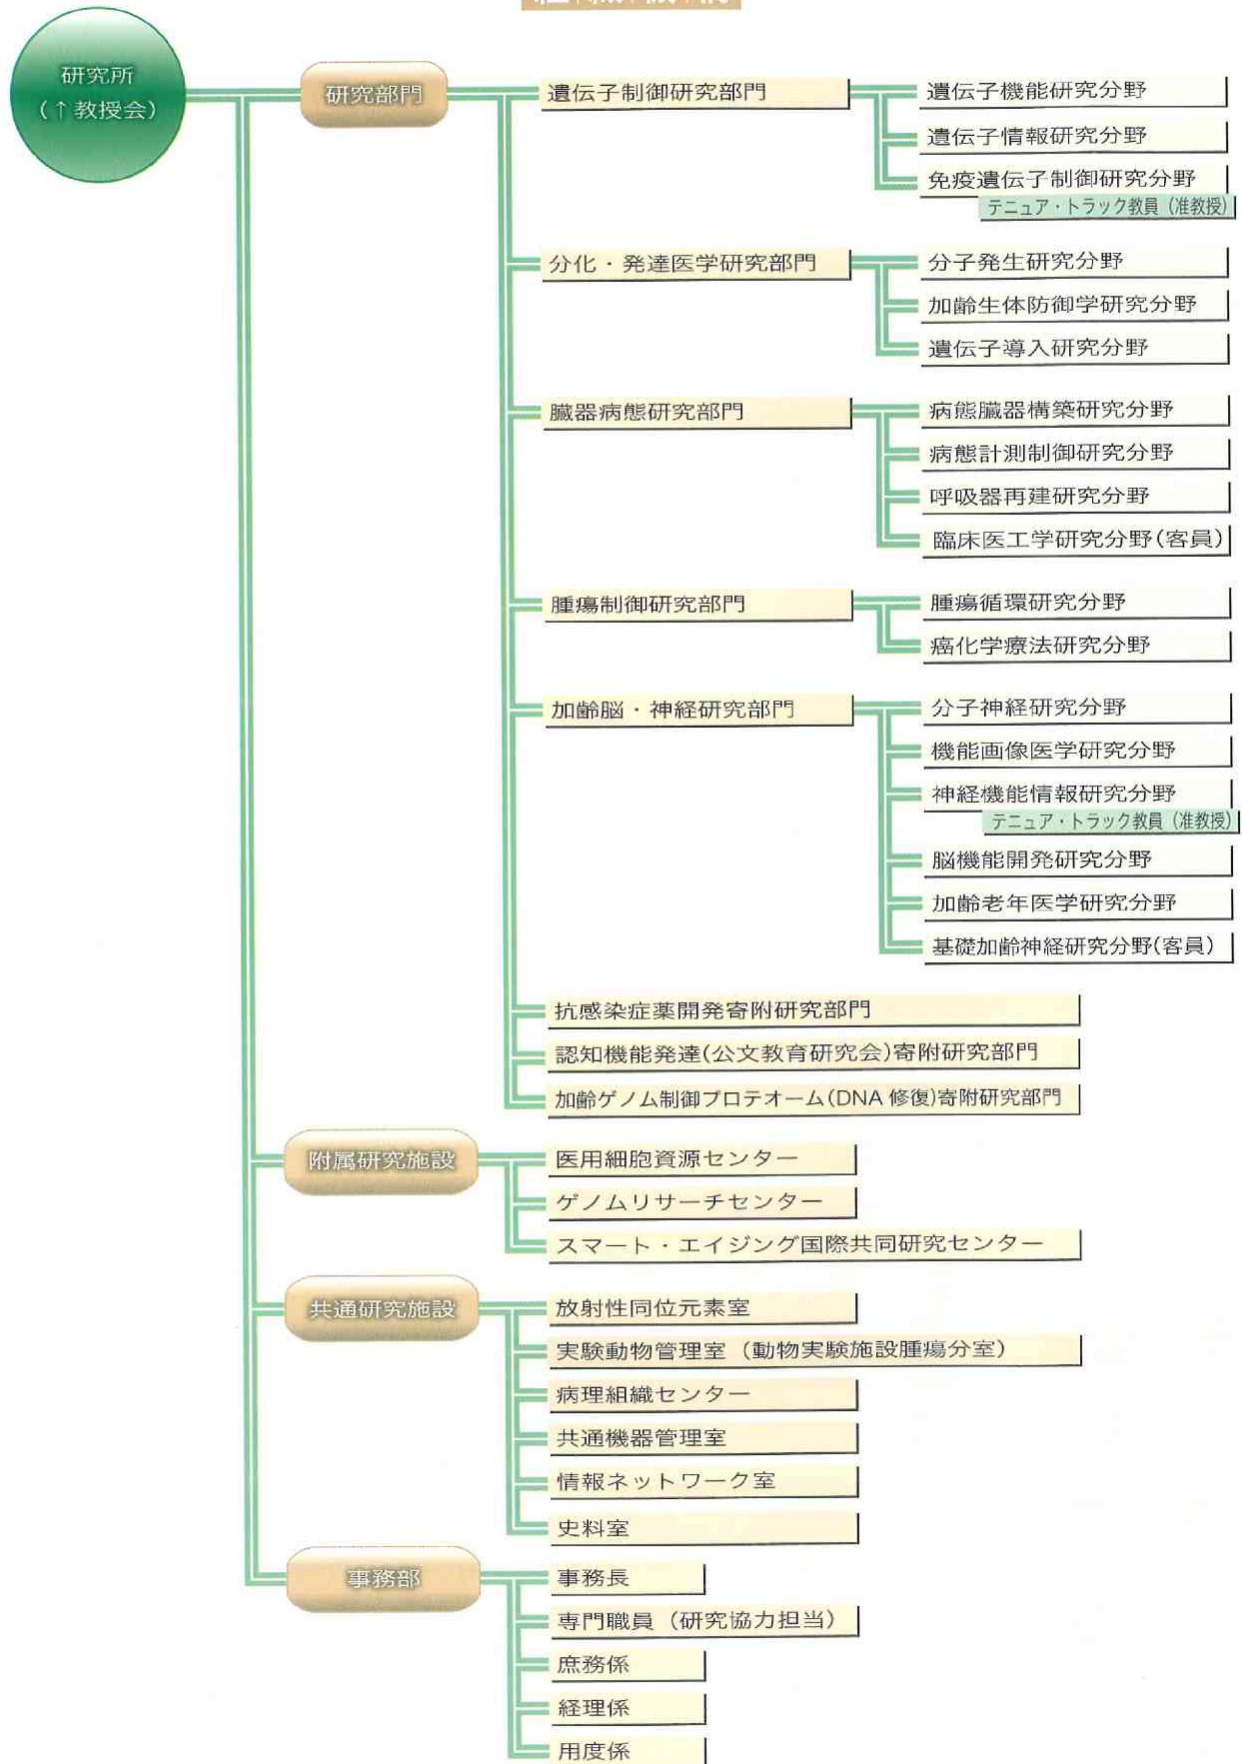 研究所
(↑教授会)
研究部門
遺伝子制御研究部門
遺伝子機能研究分野
遺伝子情報研究分野
免疫遺伝子制御研究分野
テニュア・トラック教員(准教授)
分化・発達医学研究部門
分子発生研究分野
加齢生体防御学研究分野
遺伝子導入研究分野
臓器病態研究部門
病態臓器構築研究分野
病態計測制御研究分野
呼吸器再建研究分野
臨床医工学研究分野(客員)
腫瘍制御研究部門
腫瘍循環研究分野
癌化学療法研究分野
加齢脳・神経研究部門
分子神経研究分野
機能画像医学研究分野
神経機能情報研究分野
テニュア・トラック教員(准教授)
脳機能開発研究分野
加齢老年医学研究分野
基礎加齢神経研究分野(客員)
抗感染症薬開発寄附研究部門
認知機能発達(公文教育研究会)寄附研究部門
加齢ゲノム制御プロテオーム(DNA 修復)寄附研究部門
附属研究施設
医用細胞資源センター
ゲノムリサーチセンター
スマート・エイジング国際共同研究センター
共通研究施設
放射性同位元素室
実験動物管理室(動物実験施設腫瘍分室)
病理組織センター
共通機器管理室
情報ネットワーク室
史料室
事務部
事務長
専門職員(研究協力担当)
庶務係
経理係
用度係